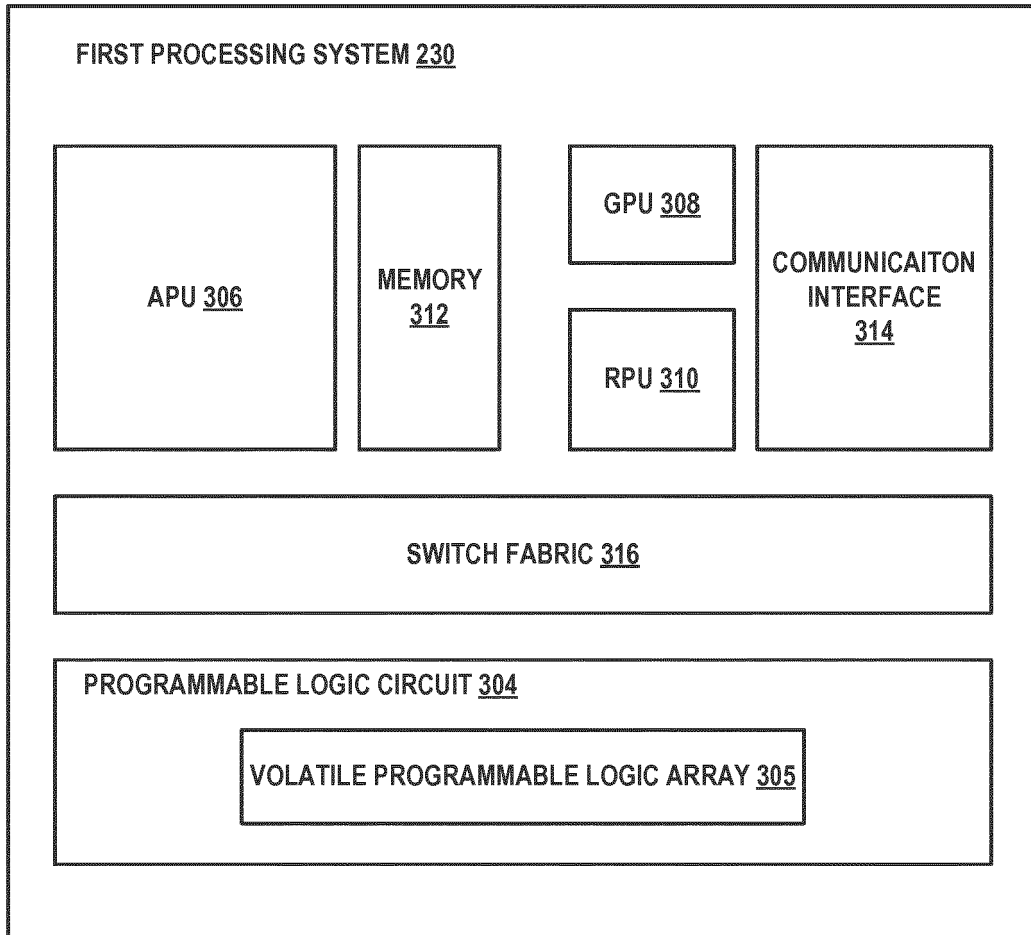 FIRST PROCESSING SYSTEM 230
APU 306
MEMORY
312
GPU 308
RPU 310
COMMUNICAITON
INTERFACE
314
SWITCH FABRIC 316
PROGRAMMABLE LOGIC CIRCUIT 304
VOLATILE PROGRAMMABLE LOGIC ARRAY 305